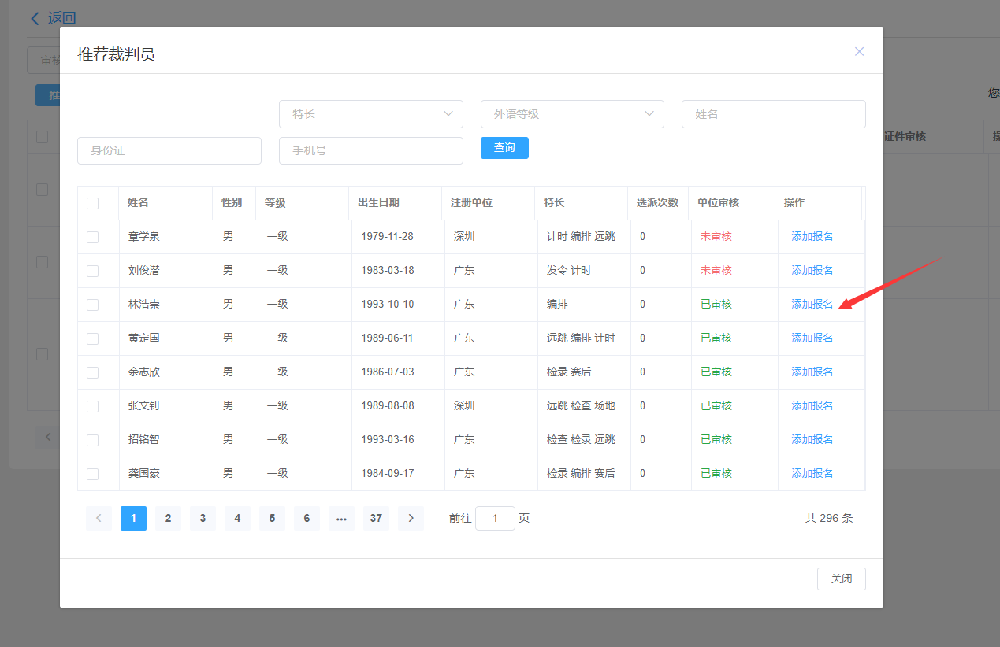 返回
推荐裁判员
审核
特长 外语等级 姓名
推
您
身份证 手机号 查询
证件审核 操
姓名 性别 等级 出生日期 注册单位 特长 选派次数 单位审核 操作
章学泉 男 一级 1979-11-28 深圳 计时 编排 远跳 0 未审核 添加报名
刘俊潜 男 一级 1983-03-18 广东 发令 计时 0 未审核 添加报名
林浩崇 男 一级 1993-10-10 广东 编排 0 已审核 添加报名
黄定国 男 一级 1989-06-11 广东 远跳 编排 计时 0 已审核 添加报名
余志欣 男 一级 1986-07-03 广东 检录 赛后 0 已审核 添加报名
张文钊 男 一级 1989-08-08 深圳 远跳 检查 场地 0 已审核 添加报名
招铭智 男 一级 1993-03-16 广东 检查 检录 远跳 0 已审核 添加报名
龚国豪 男 一级 1984-09-17 广东 检录 编排 赛后 0 已审核 添加报名
1 2 3 4 5 6 ... 37 前往 1 页 共 296 条
关闭